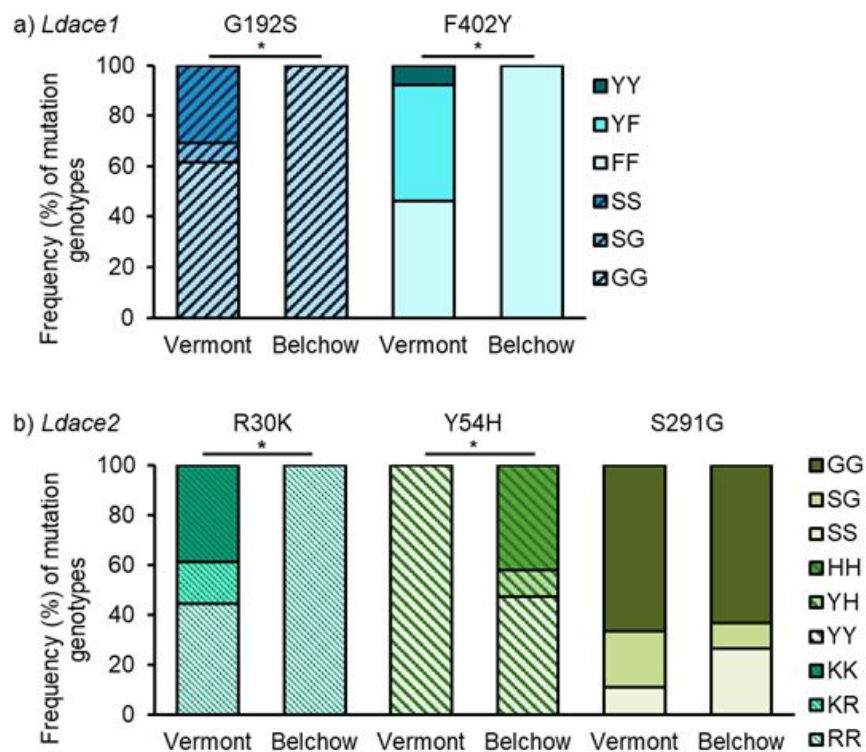 a) Ldace1 G192S F402Y
* *
Frequency (%) of mutation
genotypes
100
80
60
40
20
0
Vermont Belchow Vermont Belchow
YY
YF
FF
SS
SG
GG
b) Ldace2 R30K Y54H S291G
* *
Frequency (%) of mutation
genotypes
100
80
60
40
20
0
Vermont Belchow Vermont Belchow Vermont Belchow
GG
SG
SS
HH
YH
YY
KK
KR
RR